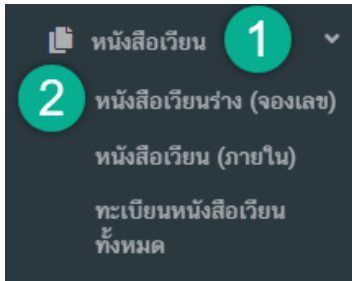 หนังสือเวียน 1
2 หนังสือเวียนร่าง (จองเลข)
หนังสือเวียน (ภายใน)
ทะเบียนหนังสือเวียน
ทั้งหมด